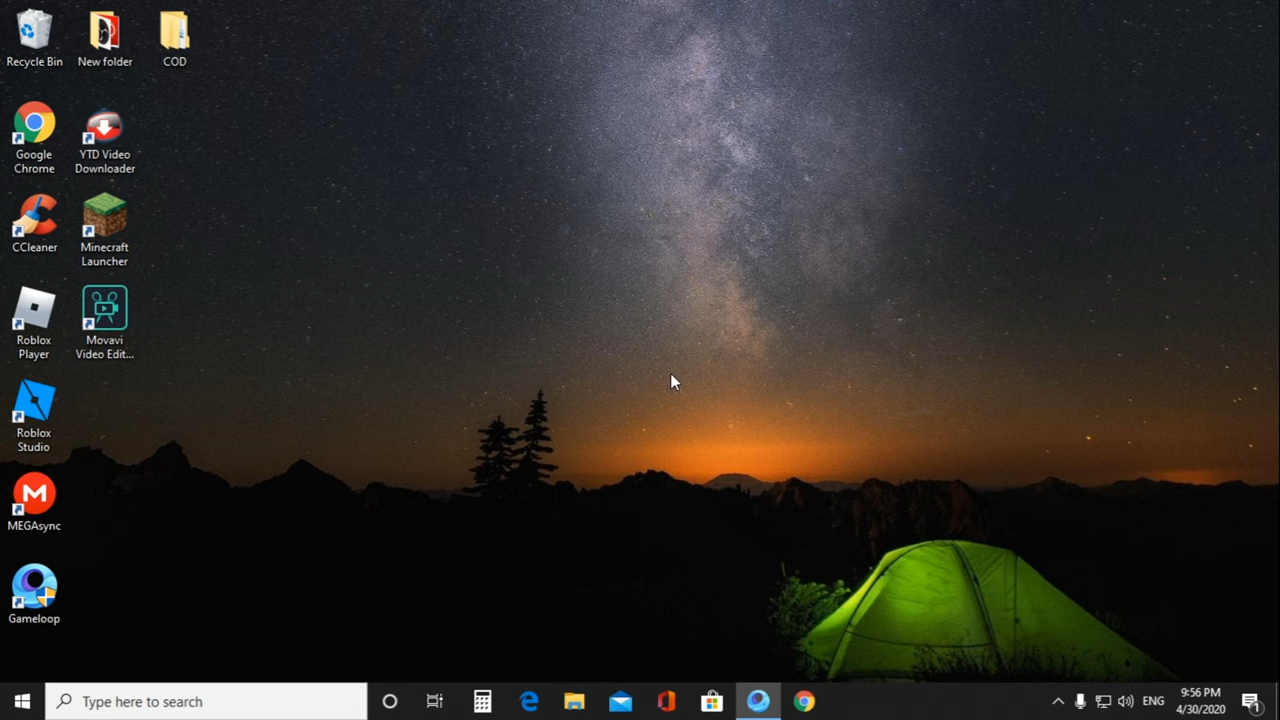 Recycle Bin
New folder
COD
Google
Chrome
YTD Video
Downloader
CCleaner
Minecraft
Launcher
Roblox
Player
Movavi
Video Edit...
Roblox
Studio
MEGAsync
Gameloop
Type here to search
ENG
9:56 PM
4/30/2020
1